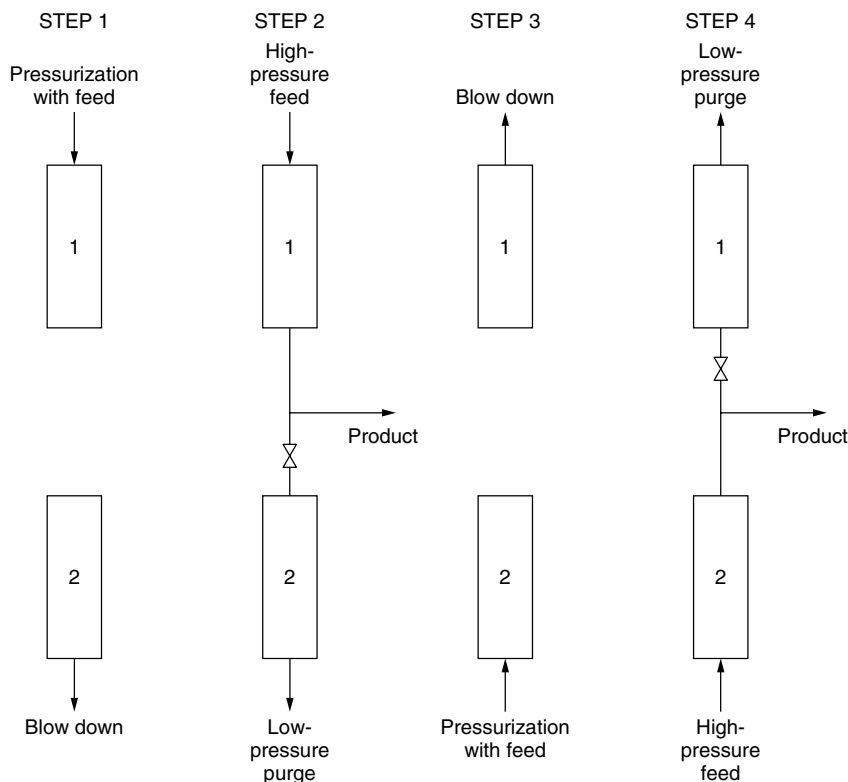 STEP 1
Pressurization
with feed
1
2
Blow down
STEP 2
High-
pressure
feed
1
Product
2
Low-
pressure
purge
STEP 3
Blow down
1
2
Pressurization
with feed
STEP 4
Low-
pressure
purge
1
Product
2
High-
pressure
feed